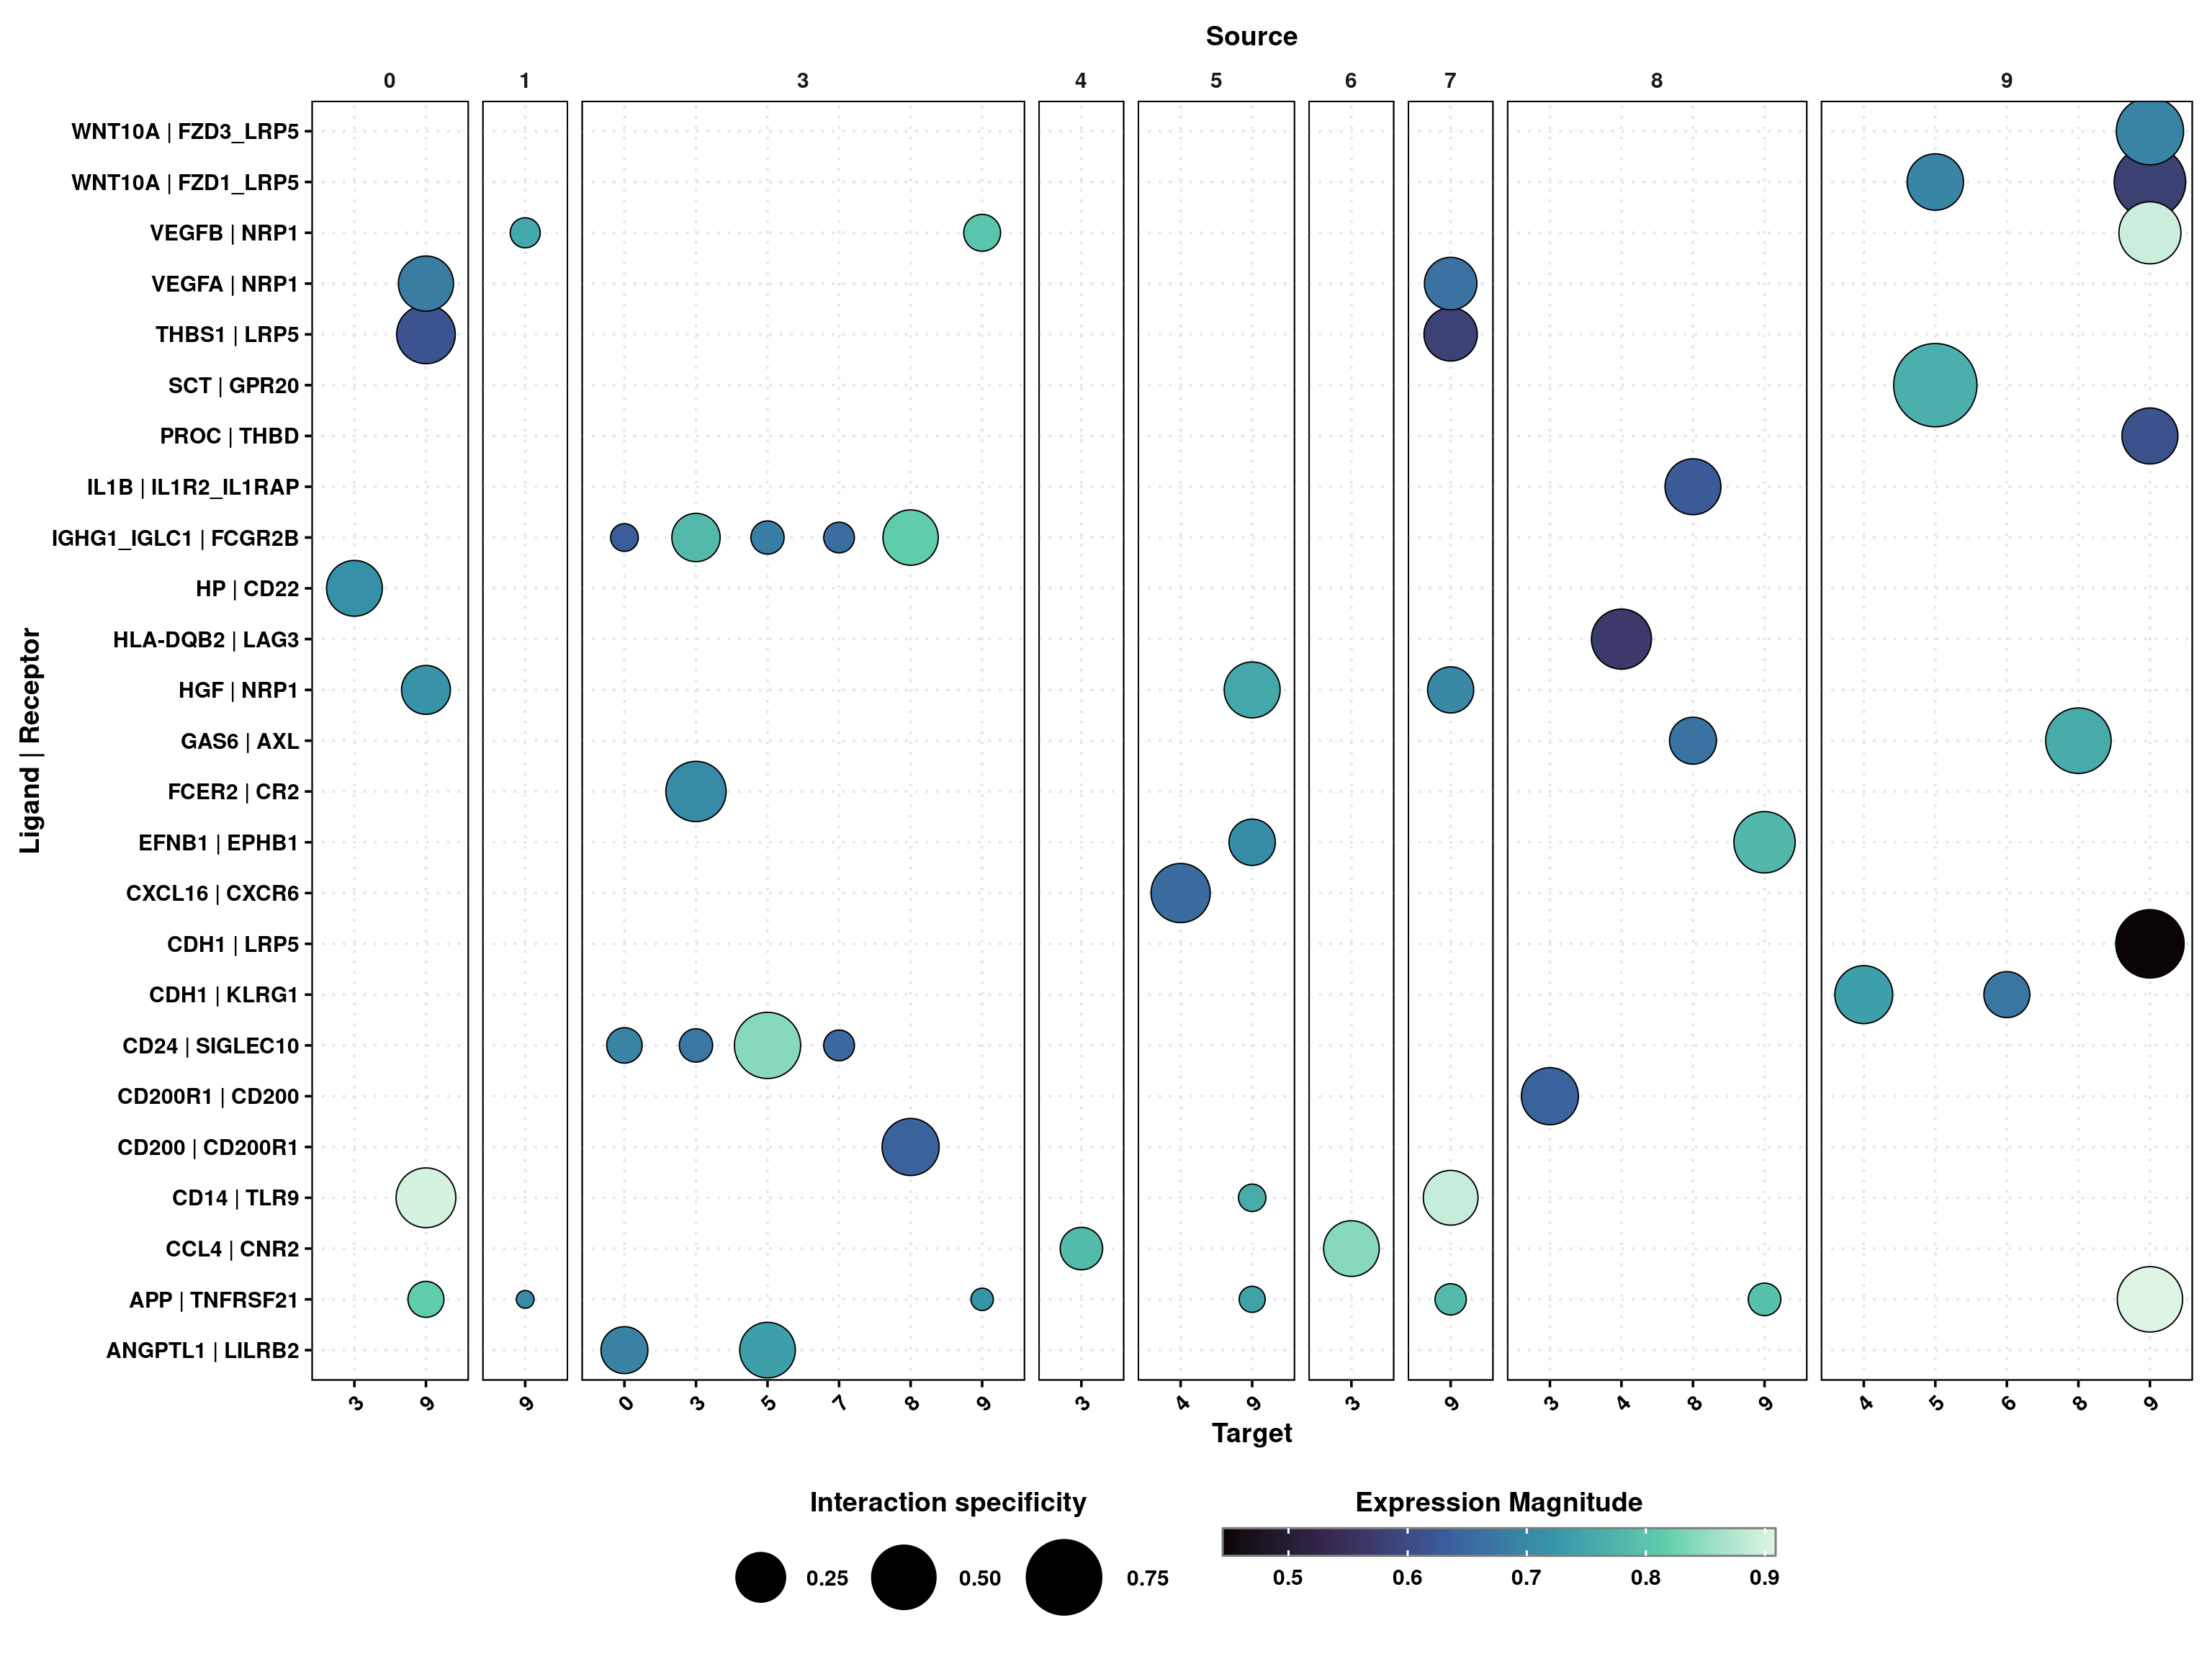 Source
0 1 3 4 5 6 7 8 9
Ligand | Receptor
WNT10A | FZD3_LRP5
WNT10A | FZD1_LRP5
VEGFB | NRP1
VEGFA | NRP1
THBS1 | LRP5
SCT | GPR20
PROC | THBD
IL1B | IL1R2_IL1RAP
IGHG1_IGLC1 | FCGR2B
HP | CD22
HLA-DQB2 | LAG3
HGF | NRP1
GAS6 | AXL
FCER2 | CR2
EFNB1 | EPHB1
CXCL16 | CXCR6
CDH1 | LRP5
CDH1 | KLRG1
CD24 | SIGLEC10
CD200R1 | CD200
CD200 | CD200R1
CD14 | TLR9
CCL4 | CNR2
APP | TNFRSF21
ANGPTL1 | LILRB2
3 9 9 0 3 5 7 8 9 3 4 9 3 9 3 4 8 9 4 5 6 8 9
Target
Interaction specificity
0.25 0.50 0.75
Expression Magnitude
0.5 0.6 0.7 0.8 0.9